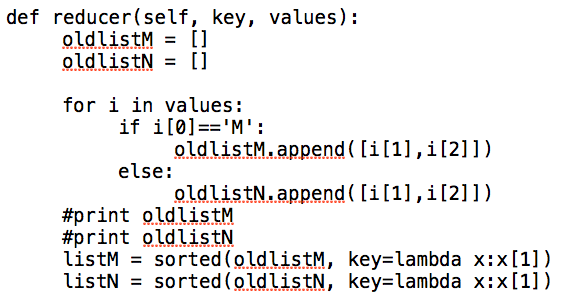 def reducer(self, key, values):
oldlistM = []
oldlistN = []
for i in values:
if i[0]=='M':
oldlistM.append([i[1],i[2]])
else:
oldlistN.append([i[1],i[2]])
#print oldlistM
#print oldlistN
listM = sorted(oldlistM, key=lambda x:x[1])
listN = sorted(oldlistN, key=lambda x:x[1])